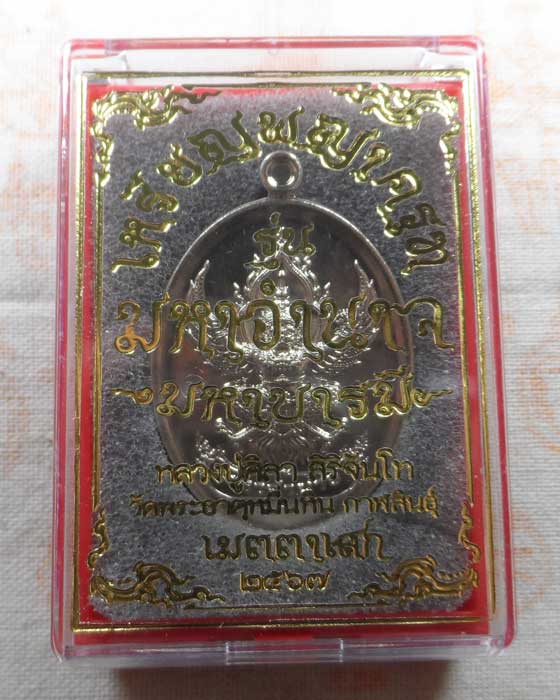 เหรียญพญาครุฑ
รุ่น
มหาอำนาจ
มหาบารมี
หลวงปู่ศิลา สิริจันโท
วัดพระธาตุหมื่นหิน กาฬสินธุ์
เมตตาเสก
๒๕๖๗